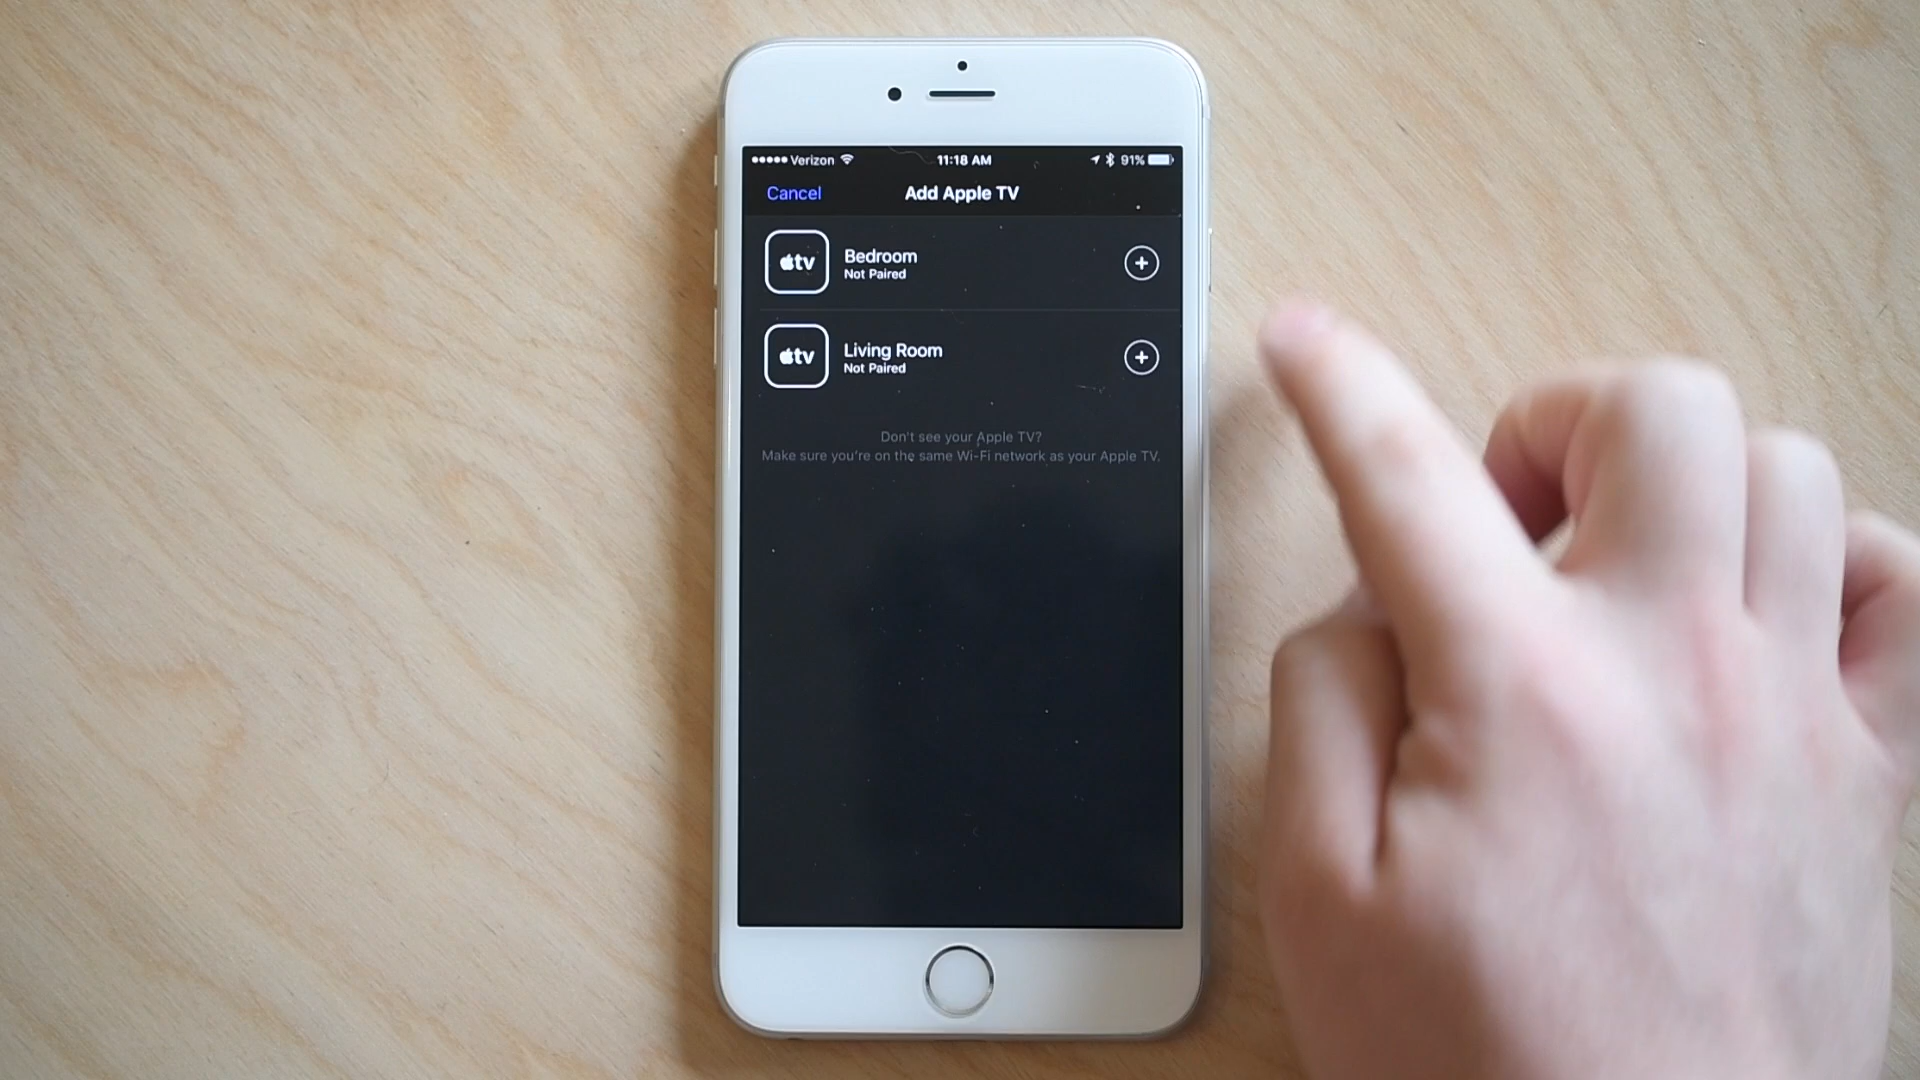 Verizon 11:18 AM 91%
Cancel Add Apple TV
tv Bedroom
Not Paired
tv Living Room
Not Paired
Don't see your Apple TV?
Make sure you're on the same Wi-Fi network as your Apple TV.